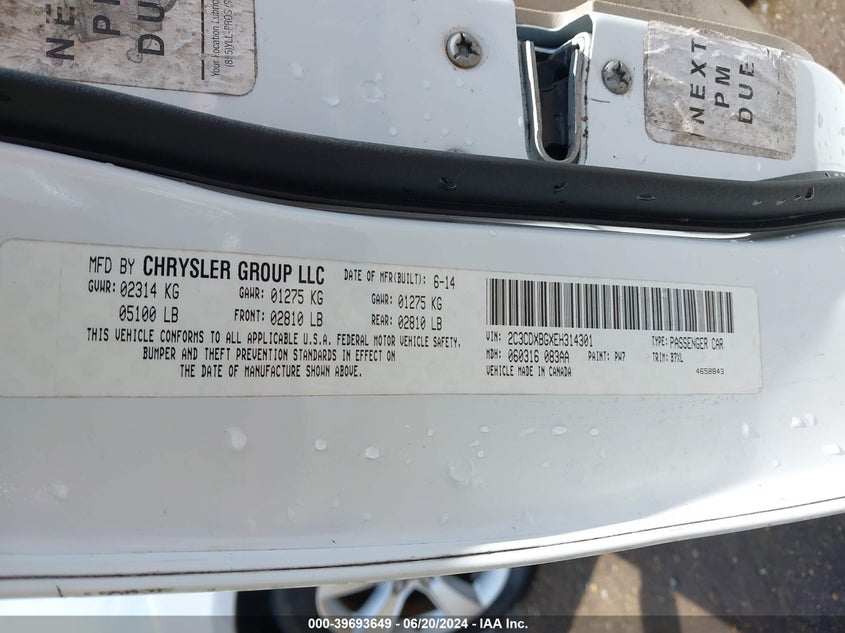 NEXT
PM
DUE
Your Location Lubric
NEXT
PM
DUE
MFD BY CHRYSLER GROUP LLC DATE OF MFR(BUILT): 6-14
GVWR: 02314 KG GAWR: 01275 KG GAWR: 01275 KG
05100 LB FRONT: 02810 LB REAR: 02810 LB
THIS VEHICLE CONFORMS TO ALL APPLICABLE U.S.A. FEDERAL MOTOR VEHICLE SAFETY,
BUMPER AND THEFT PREVENTION STANDARDS IN EFFECT ON
THE DATE OF MANUFACTURE SHOWN ABOVE.
VIN: 2C3CDXBGXEH314301 TYPE: PASSENGER CAR
MDH: 060316 083AA PAINT: PW7 TRIM: B7XL
VEHICLE MADE IN CANADA 4658843
000-39693649 - 06/20/2024 - IAA Inc.